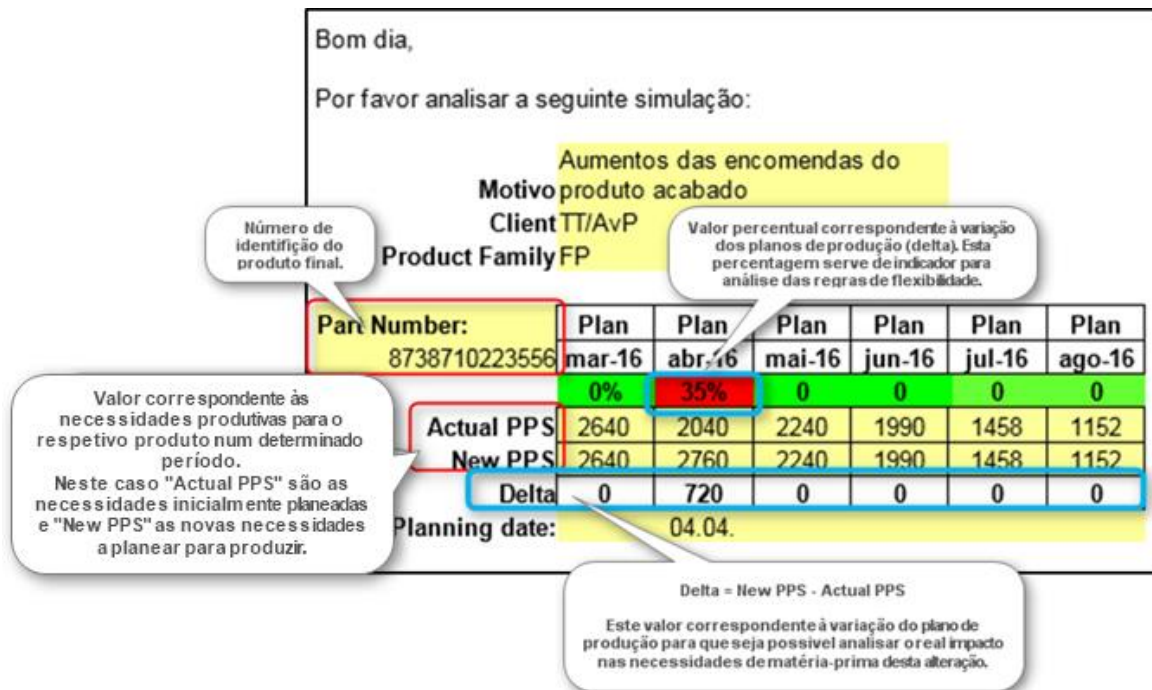 Bom dia,
Por favor analisar a seguinte simulação:
Aumentos das encomendas do
Motivo produto acabado
Client TT/AvP
Product Family FP
Número de
identifição do
produto final.
Valor percentual correspondente à variação
dos planos de produção (delta). Esta
percentagem serve de indicador para
análise das regras de flexibilidade.
Part Number: Plan Plan Plan Plan Plan Plan
8738710223556 mar-16 abr-16 mai-16 jun-16 jul-16 ago-16
0% 35% 0 0 0 0
Actual PPS 2640 2040 2240 1990 1458 1152
New PPS 2640 2760 2240 1990 1458 1152
Delta 0 720 0 0 0 0
Planning date: 04.04.
Valor correspondente às
necessidades produtivas para o
respetivo produto num determinado
período.
Neste caso "Actual PPS" são as
necessidades inicialmente planeadas
e "New PPS" as novas necessidades
a planear para produzir.
Delta = New PPS - Actual PPS
Este valor correspondente à variação do plano de
produção para que seja possivel analisar o real impacto
nas necessidades de matéria-prima desta alteração.